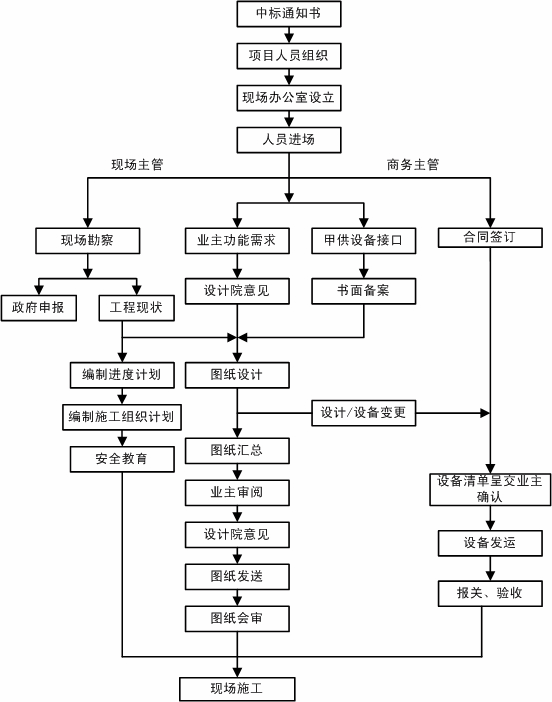 中标通知书
项目人员组织
现场办公室设立
人员进场
现场主管
商务主管
现场勘察
业主功能需求
甲供设备接口
合同签订
政府申报
工程现状
设计院意见
书面备案
编制进度计划
图纸设计
编制施工组织计划
设计/设备变更
安全教育
图纸汇总
设备清单呈交业主
确认
业主审阅
设计院意见
设备发运
图纸发送
报关、验收
图纸会审
现场施工